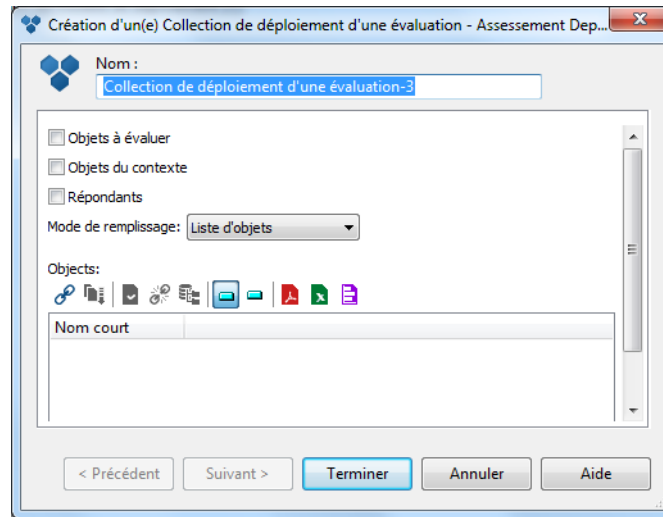 Création d'un(e) Collection de déploiement d'une évaluation - Assessement Dep...
Nom :
Collection de déploiement d'une évaluation-3
Objets à évaluer
Objets du contexte
Répondants
Mode de remplissage: Liste d'objets
Objects:
Nom court
< Précédent Suivant > Terminer Annuler Aide